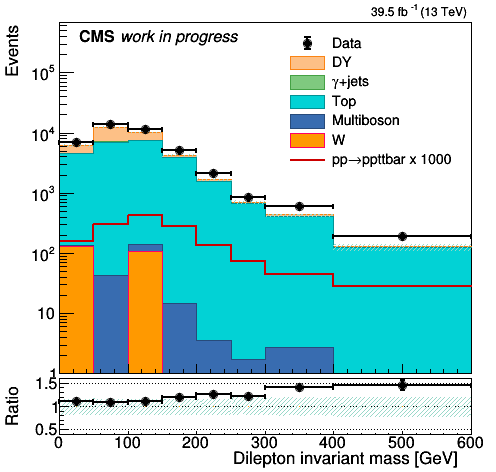 39.5 fb⁻¹ (13 TeV)
CMS work in progress
Events
Data
DY
γ+jets
Top
Multiboson
W
pp→ppttbar x 1000
10⁵
10⁴
10³
10²
10
1
Ratio
1.5
1
0.5
0 100 200 300 400 500 600
Dilepton invariant mass [GeV]